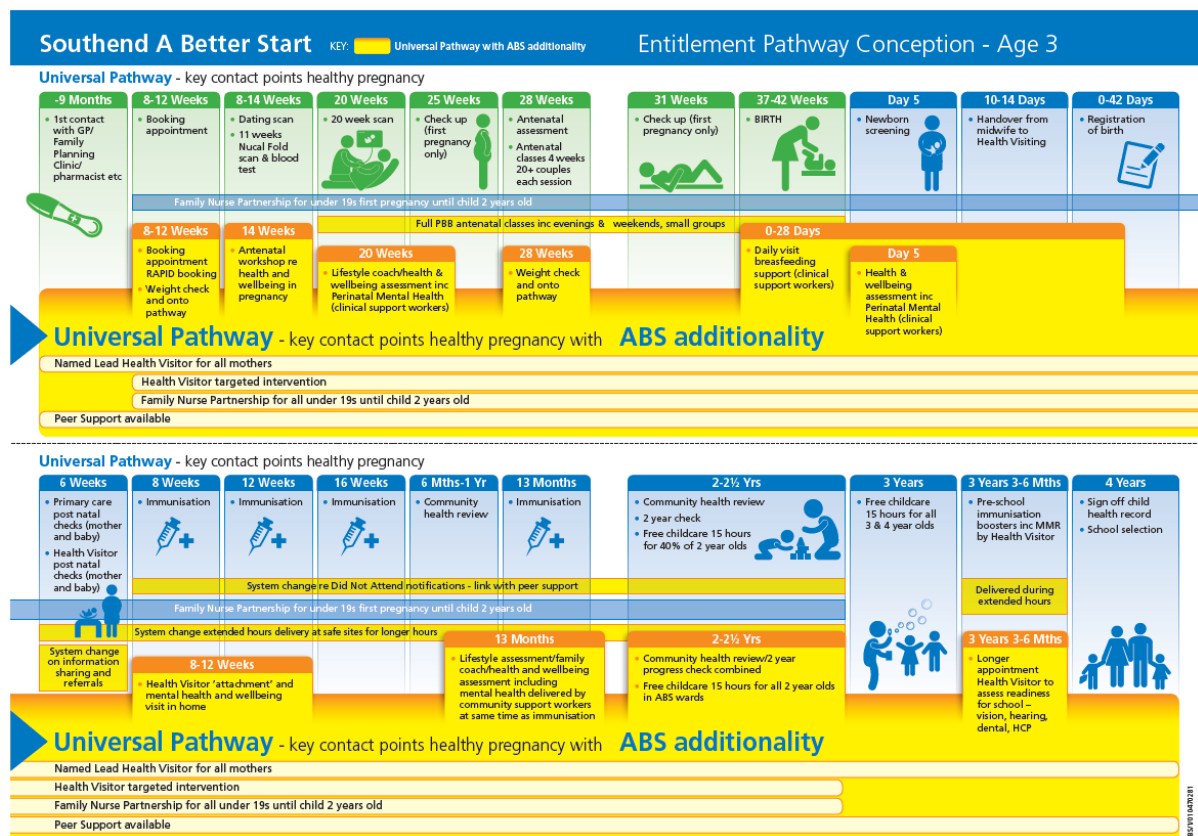 Southend A Better Start
KEY:
Universal Pathway with ABS additionality
Entitlement Pathway Conception - Age 3
Universal Pathway - key contact points healthy pregnancy
-9 Months
• 1st contact
with GP/
Family
Planning
Clinic/
pharmacist etc
8-12 Weeks
• Booking
appointment
8-14 Weeks
• Dating scan
• 11 weeks
Nucal Fold
scan & blood
test
20 Weeks
• 20 week scan
25 Weeks
• Check up
(first
pregnancy
only)
28 Weeks
• Antenatal
assessment
• Antenatal
classes 4 weeks
20+ couples
each session
31 Weeks
• Check up (first
pregnancy only)
37-42 Weeks
• BIRTH
Day 5
• Newborn
screening
10-14 Days
• Handover from
midwife to
Health Visiting
0-42 Days
• Registration
of birth
Family Nurse Partnership for under 19s first pregnancy until child 2 years old
Full PBB antenatal classes inc evenings & weekends, small groups
8-12 Weeks
• Booking
appointment
RAPID booking
• Weight check
and onto
pathway
14 Weeks
• Antenatal
workshop re
health and
wellbeing in
pregnancy
20 Weeks
• Lifestyle coach/health &
wellbeing assessment inc
Perinatal Mental Health
(clinical support workers)
28 Weeks
• Weight check
and onto
pathway
0-28 Days
• Daily visit
breasfeeding
support (clinical
support workers)
Day 5
• Health &
wellbeing
assessment inc
Perinatal Mental
Health (clinical
support workers)
Universal Pathway - key contact points healthy pregnancy with ABS additionality
Named Lead Health Visitor for all mothers
Health Visitor targeted intervention
Family Nurse Partnership for all under 19s until child 2 years old
Peer Support available
Universal Pathway - key contact points healthy pregnancy
6 Weeks
• Primary care
post natal
checks (mother
and baby)
• Health Visitor
post natal
checks (mother
and baby)
8 Weeks
• Immunisation
12 Weeks
• Immunisation
16 Weeks
• Immunisation
6 Mths-1 Yr
• Community
health review
13 Months
• Immunisation
2-2½ Yrs
• Community health review
• 2 year check
• Free childcare 15 hours
for 40% of 2 year olds
3 Years
• Free childcare
15 hours for all
3 & 4 year olds
3 Years 3-6 Mths
• Pre-school
immunisation
boosters inc MMR
by Health Visitor
4 Years
• Sign off child
health record
• School selection
System change re Did Not Attend notifications - link with peer support
Delivered during
extended hours
Family Nurse Partnership for under 19s first pregnancy until child 2 years old
System change extended hours delivery at safe sites for longer hours
System change
on information
sharing and
referrals
8-12 Weeks
• Health Visitor 'attachment' and
mental health and wellbeing
visit in home
13 Months
• Lifestyle assessment/family
coach/health and wellbeing
assessment including
mental health delivered by
community support workers
at same time as immunisation
2-2½ Yrs
• Community health review/2 year
progress check combined
• Free childcare 15 hours for all 2 year olds
in ABS wards
3 Years 3-6 Mths
• Longer
appointment
Health Visitor to
assess readiness
for school –
vision, hearing,
dental, HCP
Universal Pathway - key contact points healthy pregnancy with ABS additionality
Named Lead Health Visitor for all mothers
Health Visitor targeted intervention
Family Nurse Partnership for all under 19s until child 2 years old
Peer Support available